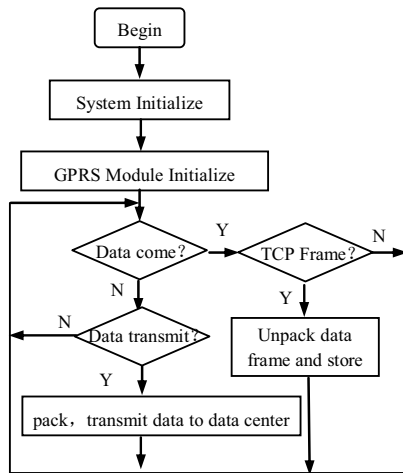 Begin
System Initialize
GPRS Module Initialize
Data come？
Y
TCP Frame？
N
N
Y
N
Data transmit？
Unpack data
frame and store
Y
pack，transmit data to data center